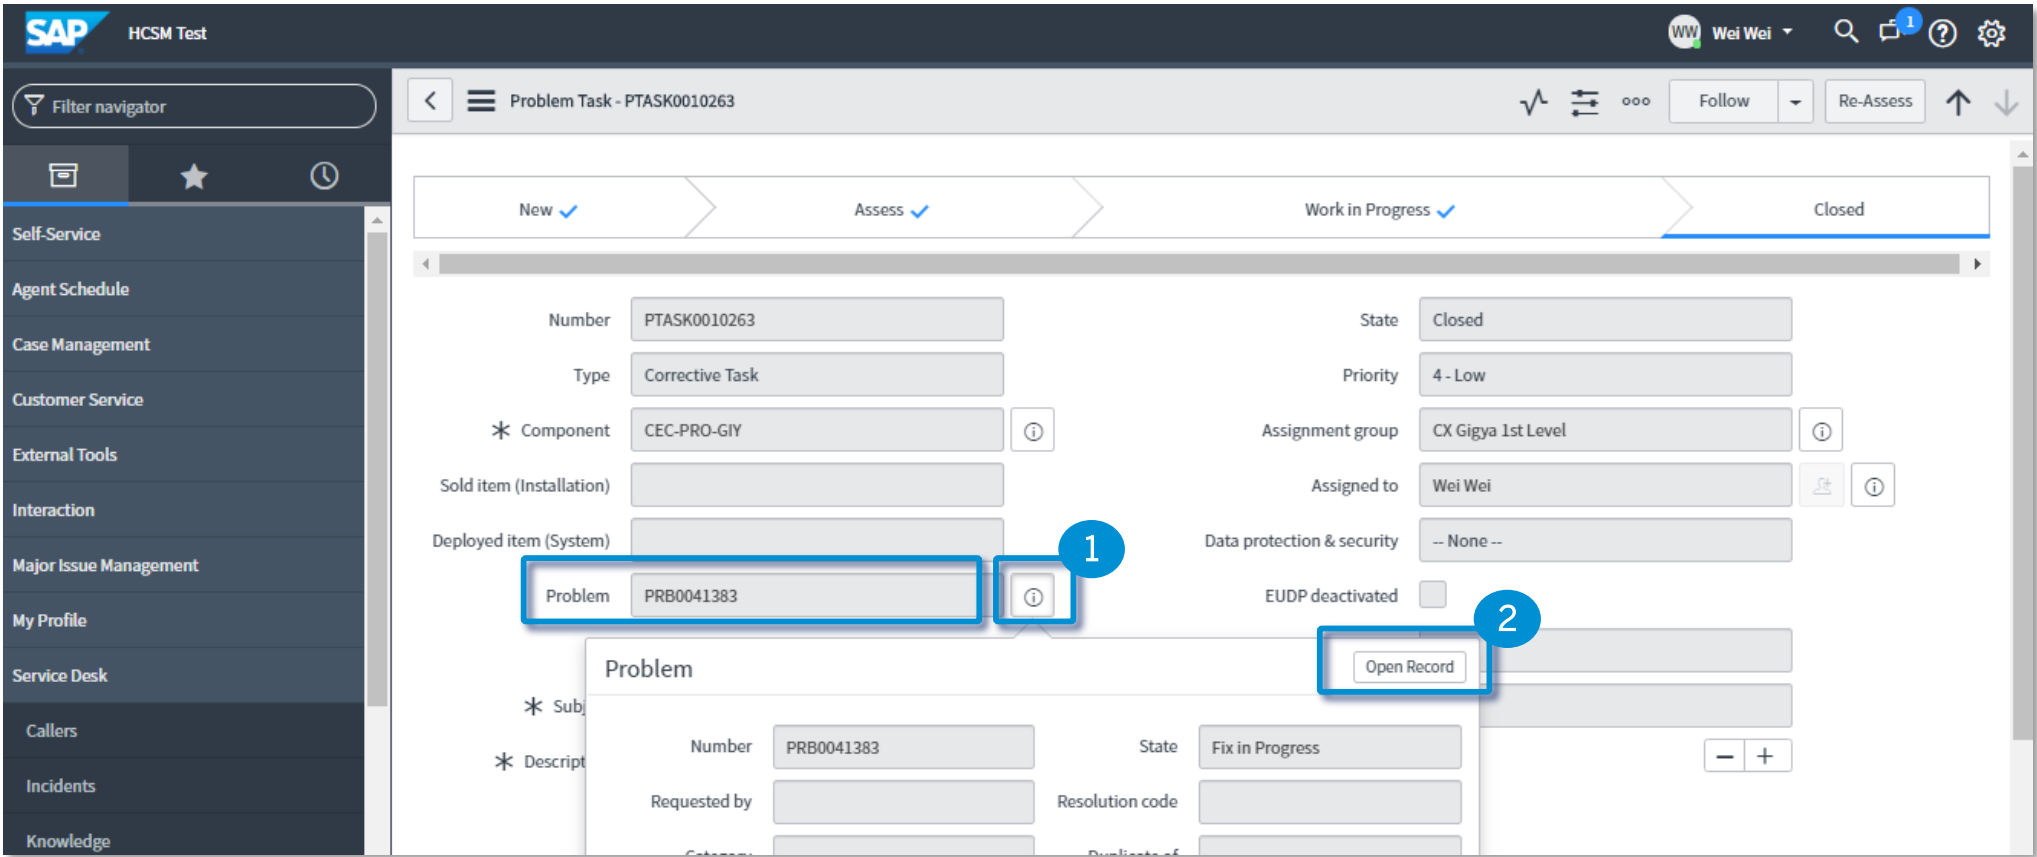 SAP HCSM Test
WW Wei Wei 1
Filter navigator
Problem Task - PTASK0010263
Follow
Re-Assess
New
Assess
Work in Progress
Closed
Self-Service
Agent Schedule
Case Management
Customer Service
External Tools
Interaction
Major Issue Management
My Profile
Service Desk
Callers
Incidents
Knowledge
Number PTASK0010263
Type Corrective Task
* Component CEC-PRO-GIY
Sold item (Installation)
Deployed item (System)
Problem PRB0041383
1
State Closed
Priority 4 - Low
Assignment group CX Gigya 1st Level
Assigned to Wei Wei
Data protection & security -- None --
EUDP deactivated
2
* Subj
* Descript
Problem
Open Record
Number PRB0041383
State Fix in Progress
Requested by
Resolution code
Category
Duplicate of